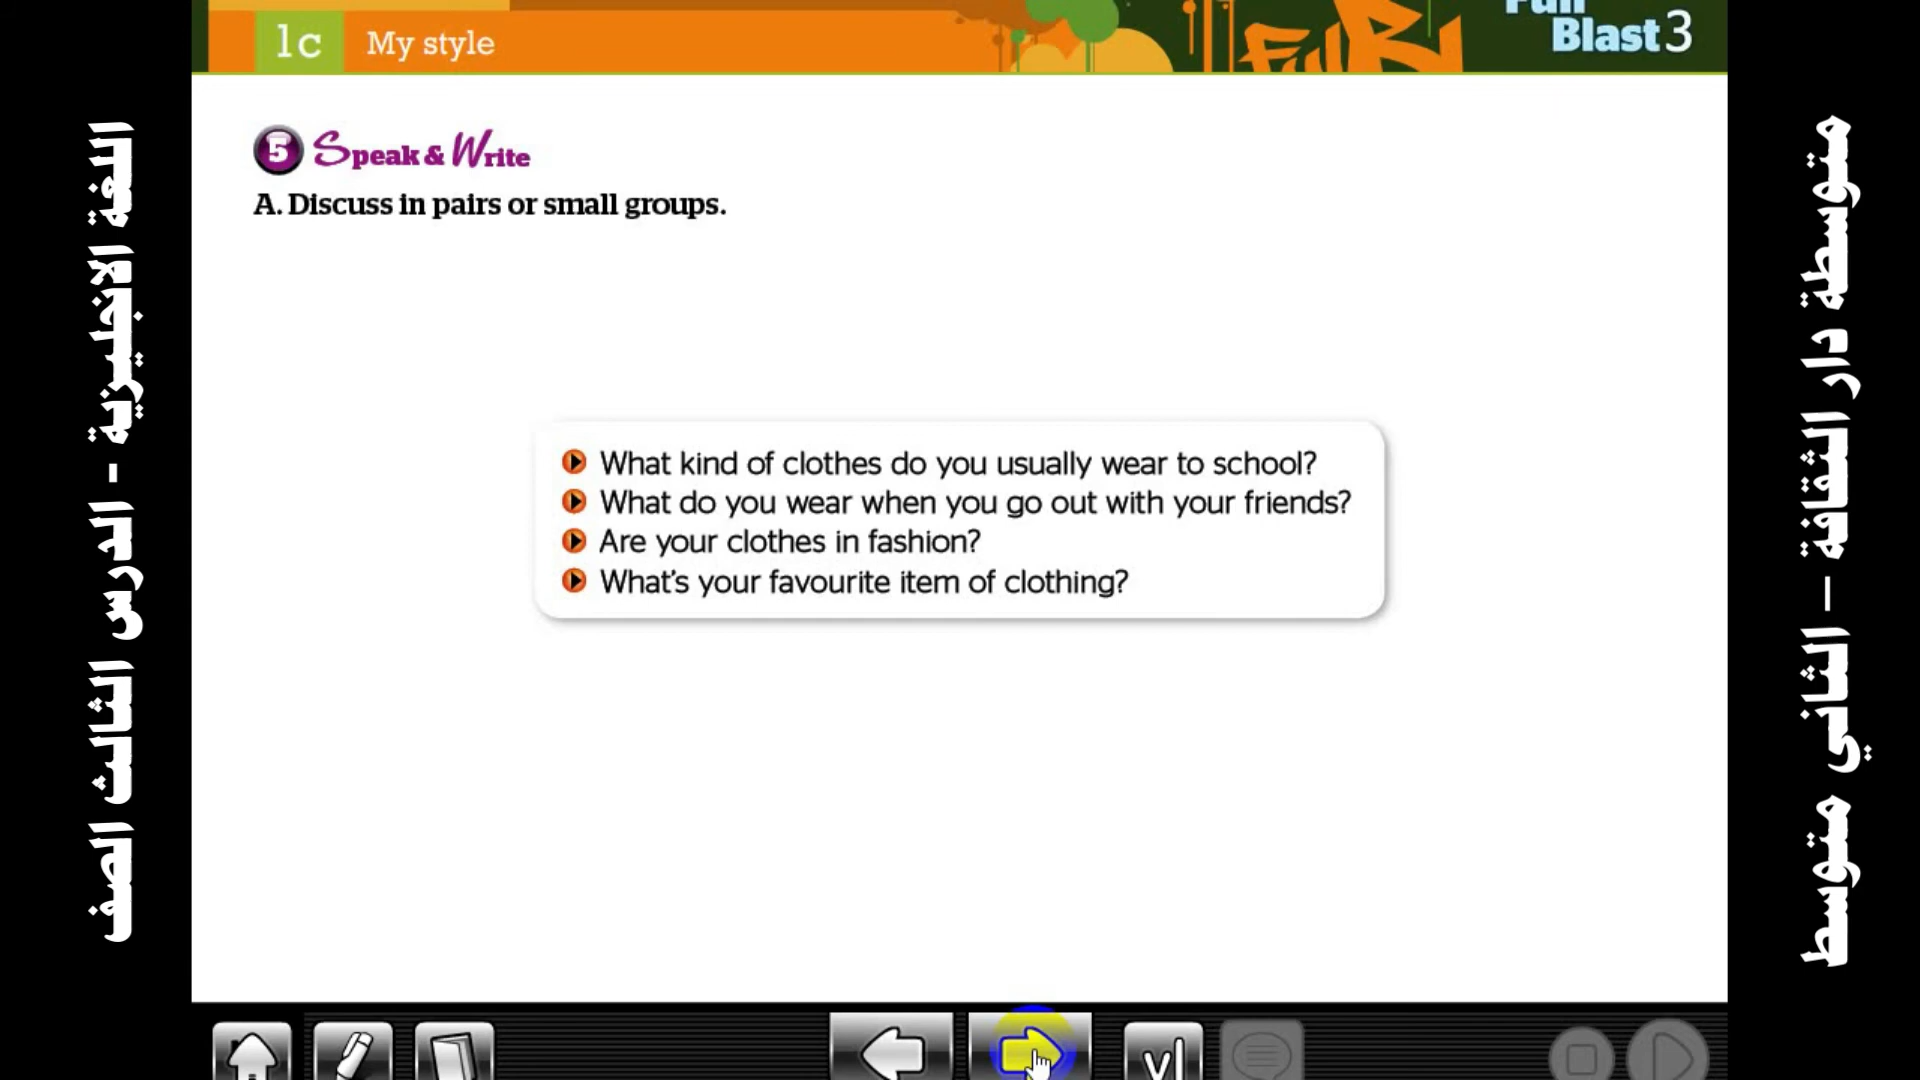 1c My style
Full
Blast 3
5 Speak & Write
A. Discuss in pairs or small groups.
What kind of clothes do you usually wear to school?
What do you wear when you go out with your friends?
Are your clothes in fashion?
What's your favourite item of clothing?
اللغة الانجليزية - الدرس الثالث الصف
متوسطة دار الثقافة – الثاني متوسط